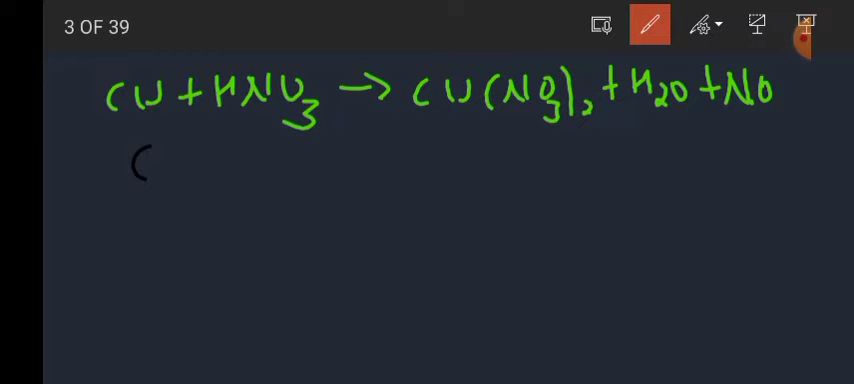 3 OF 39
CU + HNO3 → CU(NO3)2 + H2O + NO
(